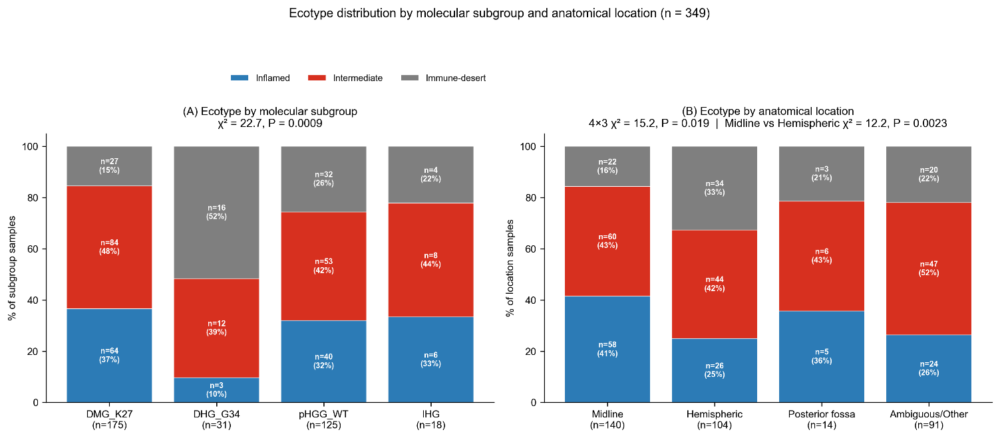 Ecotype distribution by molecular subgroup and anatomical location (n = 349)
Inflamed
Intermediate
Immune-desert
(A) Ecotype by molecular subgroup
χ² = 22.7, P = 0.0009
% of subgroup samples
100
80
60
40
20
0
n=27
(15%)
n=84
(48%)
n=64
(37%)
n=16
(52%)
n=12
(39%)
n=3
(10%)
n=32
(26%)
n=53
(42%)
n=40
(32%)
n=4
(22%)
n=8
(44%)
n=6
(33%)
DMG_K27
(n=175)
DHG_G34
(n=31)
pHGG_WT
(n=125)
IHG
(n=18)
(B) Ecotype by anatomical location
4×3 χ² = 15.2, P = 0.019 | Midline vs Hemispheric χ² = 12.2, P = 0.0023
% of location samples
100
80
60
40
20
0
n=22
(16%)
n=60
(43%)
n=58
(41%)
n=34
(33%)
n=44
(42%)
n=26
(25%)
n=3
(21%)
n=6
(43%)
n=5
(36%)
n=20
(22%)
n=47
(52%)
n=24
(26%)
Midline
(n=140)
Hemispheric
(n=104)
Posterior fossa
(n=14)
Ambiguous/Other
(n=91)